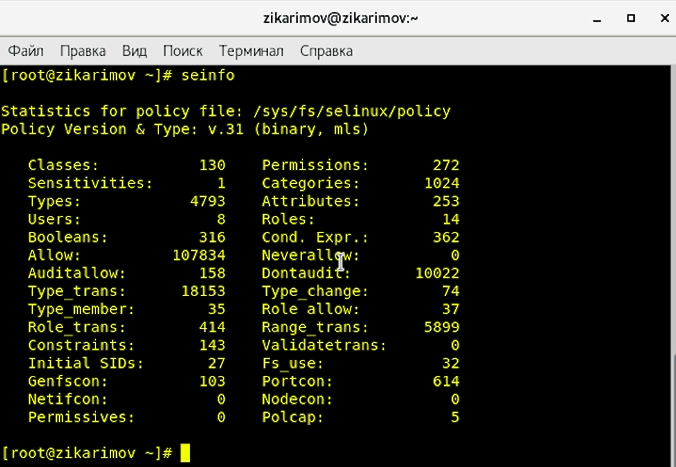 zikarimov@zikarimov:~
Файл Правка Вид Поиск Терминал Справка
[root@zikarimov ~]# seinfo
Statistics for policy file: /sys/fs/selinux/policy
Policy Version & Type: v.31 (binary, mls)
Classes: 130 Permissions: 272
Sensitivities: 1 Categories: 1024
Types: 4793 Attributes: 253
Users: 8 Roles: 14
Booleans: 316 Cond. Expr.: 362
Allow: 107834 Neverallow: 0
Auditallow: 158 Dontaudit: 10022
Type_trans: 18153 Type_change: 74
Type_member: 35 Role allow: 37
Role_trans: 414 Range_trans: 5899
Constraints: 143 Validatetrans: 0
Initial SIDs: 27 Fs_use: 32
Genfscon: 103 Portcon: 614
Netifcon: 0 Nodecon: 0
Permissives: 0 Polcap: 5
[root@zikarimov ~]#